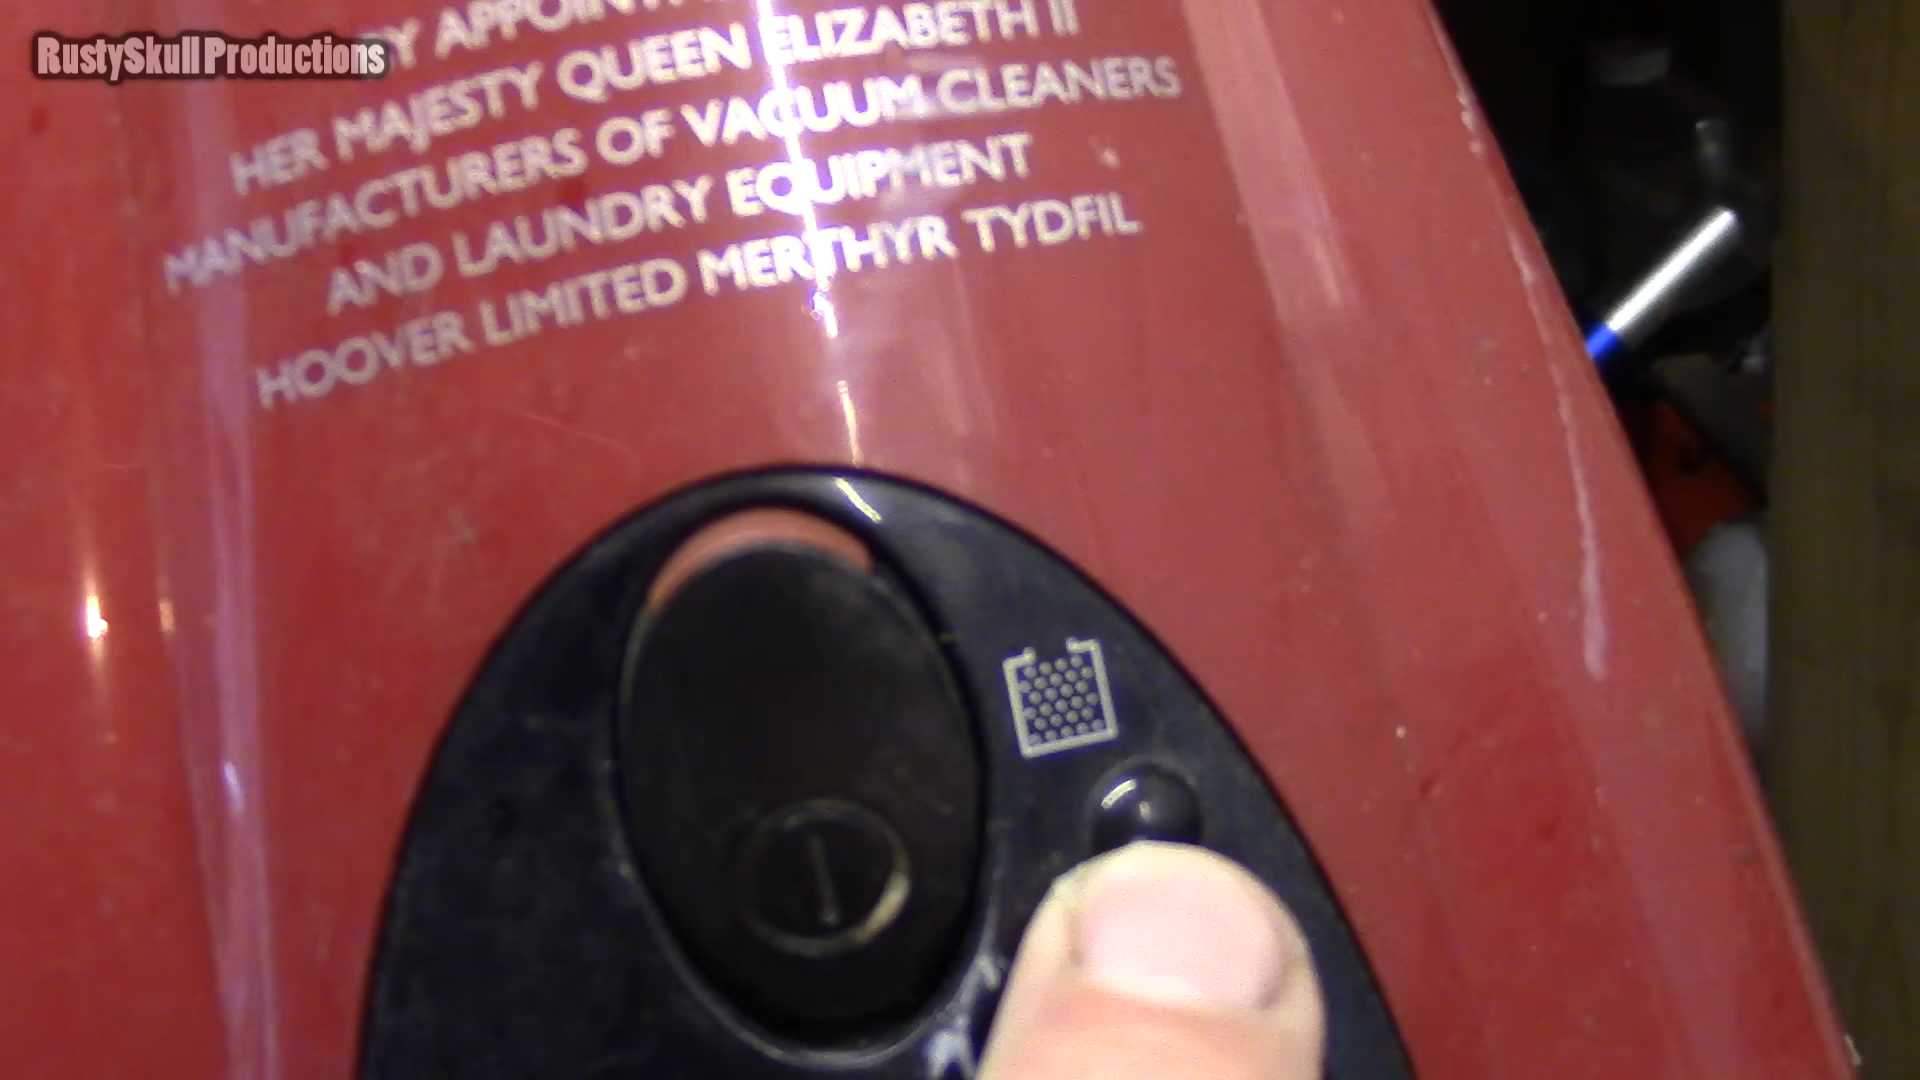 RustySkull Productions
HER MAJESTY QUEEN ELIZABETH II
MANUFACTURERS OF VACUUM CLEANERS
AND LAUNDRY EQUIPMENT
HOOVER LIMITED MERTHYR TYDFIL